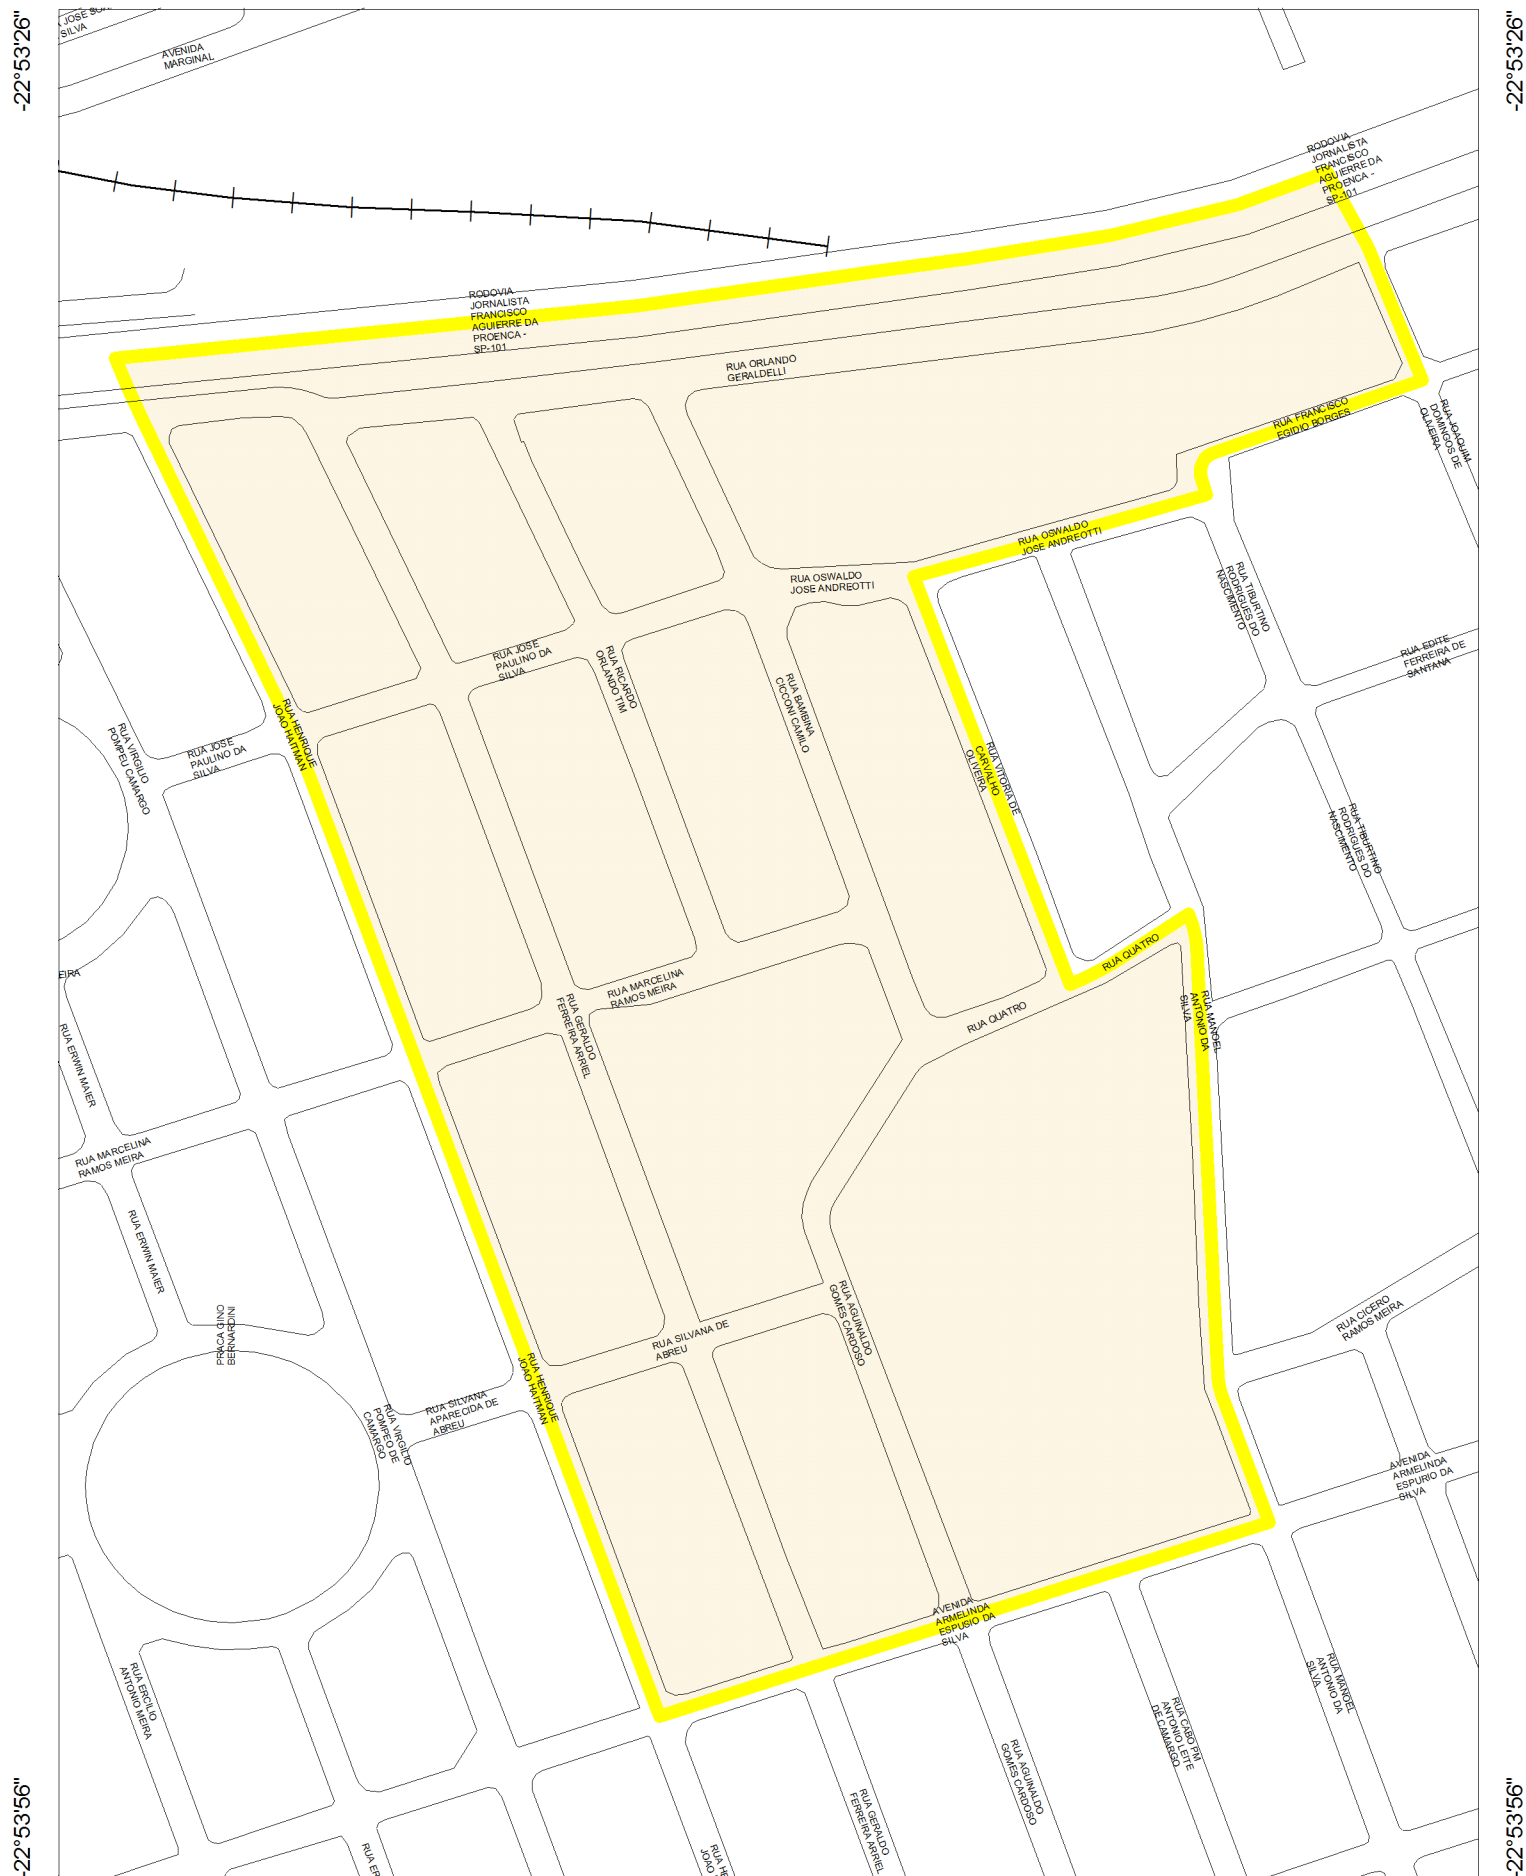 -22°53'26"
-22°53'26"
SILVA
AVENIDA
MARGINAL
RODOVIA
JORNALISTA
FRANCISCO
AGUIERRE DA
PROENCA -
SP-101
RODOVIA
JORNALISTA
FRANCISCO
AGUIERRE DA
PROENCA -
SP-101
RUA ORLANDO
GERALDELLI
RUA FRANCISCO
EGIDIO BORGES
RUA JOAQUIM
DOMINGOS DE
OLIVEIRA
RUA OSWALDO
JOSE ANDREOTTI
RUA OSWALDO
JOSE ANDREOTTI
RUA TIBURTINO
RODRIGUES DO
NASCIMENTO
RUA EDITE
FERREIRA DE
SANTANA
RUA JOSE
PAULINO DA
SILVA
RUA RICARDO
ORLANDO TIM
RUA BAMBINA
CICCONI CAMILO
RUA HENRIQUE
JOAO HAITMAN
RUA VIRGILIO
POMPEU CAMARGO
RUA JOSE
PAULINO DA
SILVA
RUA VITORIA DE
CARVALHO
OLIVEIRA
RUA TIBURTINO
RODRIGUES DO
NASCIMENTO
RUA QUATRO
EIRA
RUA MARCELINA
RAMOS MEIRA
RUA GERALDO
FERREIRA ARRIEL
RUA QUATRO
RUA MANOEL
ANTONIO DA
SILVA
RUA ERWIN MAIER
RUA MARCELINA
RAMOS MEIRA
RUA ERWIN MAIER
PRACA GINO
BERNARDINI
RUA AGUINALDO
GOMES CARDOSO
RUA SILVANA DE
ABREU
RUA CICERO
RAMOS MEIRA
RUA HENRIQUE
JOAO HAITMAN
RUA SILVANA
APARECIDA DE
ABREU
RUA VIRGILIO
POMPEO DE
CAMARGO
AVENIDA
ARMELINDA
ESPURIO DA
SILVA
AVENIDA
ARMELINDA
ESPUSIO DA
SILVA
RUA ERCILIO
ANTONIO MEIRA
RUA MANOEL
ANTONIO DA
SILVA
RUA CABO PM
ANTONIO LEITE
DE CAMARGO
RUA AGUINALDO
GOMES CARDOSO
RUA GERALDO
FERREIRA ARRIEL
RUA ER
RUA HE
JOAO
-22°53'56"
-22°53'56"